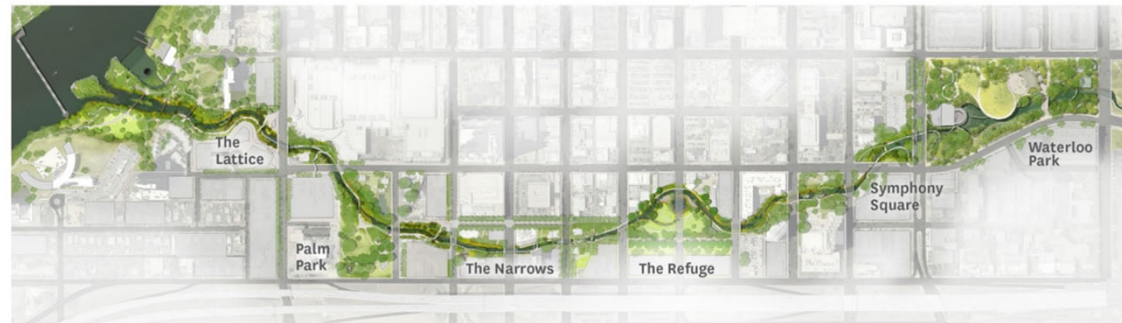 The
Lattice
Palm
Park
The Narrows
The Refuge
Symphony
Square
Waterloo
Park